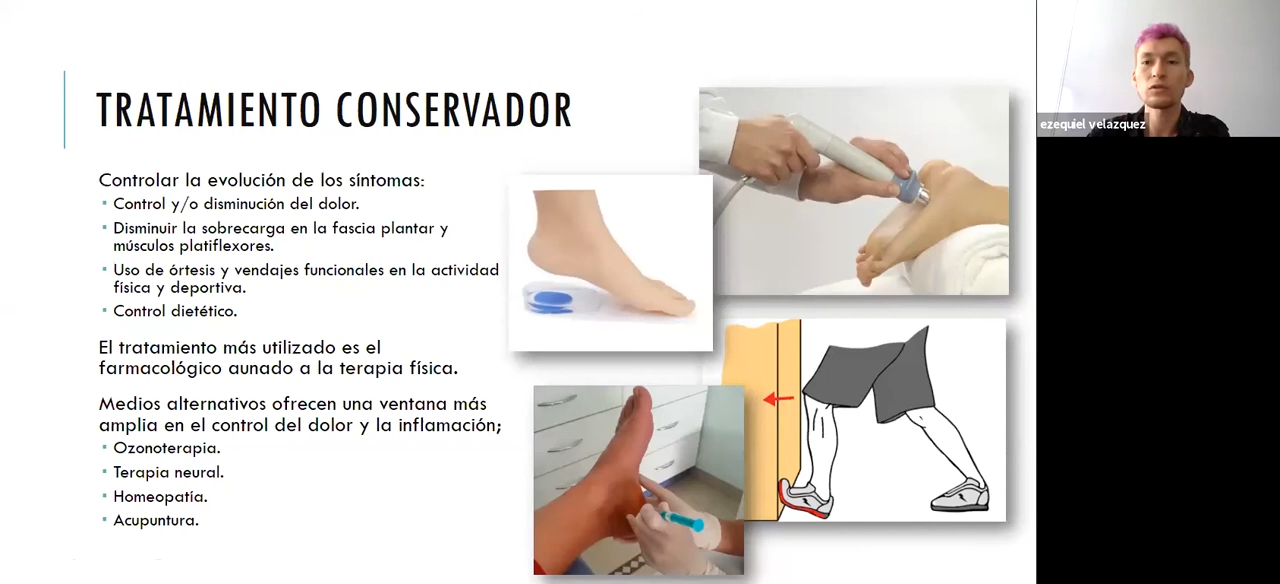 TRATAMIENTO CONSERVADOR
Controlar la evolución de los síntomas:
▪ Control y/o disminución del dolor.
▪ Disminuir la sobrecarga en la fascia plantar y
músculos platiflexores.
▪ Uso de órtesis y vendajes funcionales en la actividad
física y deportiva.
▪ Control dietético.
El tratamiento más utilizado es el
farmacológico aunado a la terapia física.
Medios alternativos ofrecen una ventana más
amplia en el control del dolor y la inflamación;
▪ Ozonoterapia.
▪ Terapia neural.
▪ Homeopatía.
▪ Acupuntura.
ezequiel velazquez